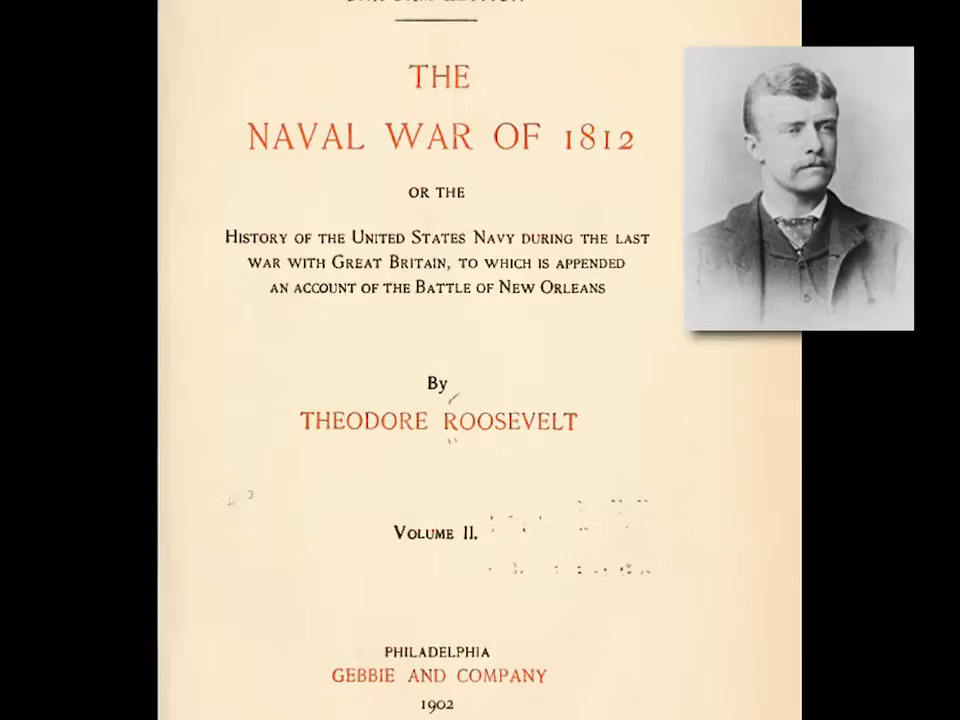 THE
NAVAL WAR OF 1812
OR THE
HISTORY OF THE UNITED STATES NAVY DURING THE LAST
WAR WITH GREAT BRITAIN, TO WHICH IS APPENDED
AN ACCOUNT OF THE BATTLE OF NEW ORLEANS
By
THEODORE ROOSEVELT
VOLUME II.
PHILADELPHIA
GEBBIE AND COMPANY
1902